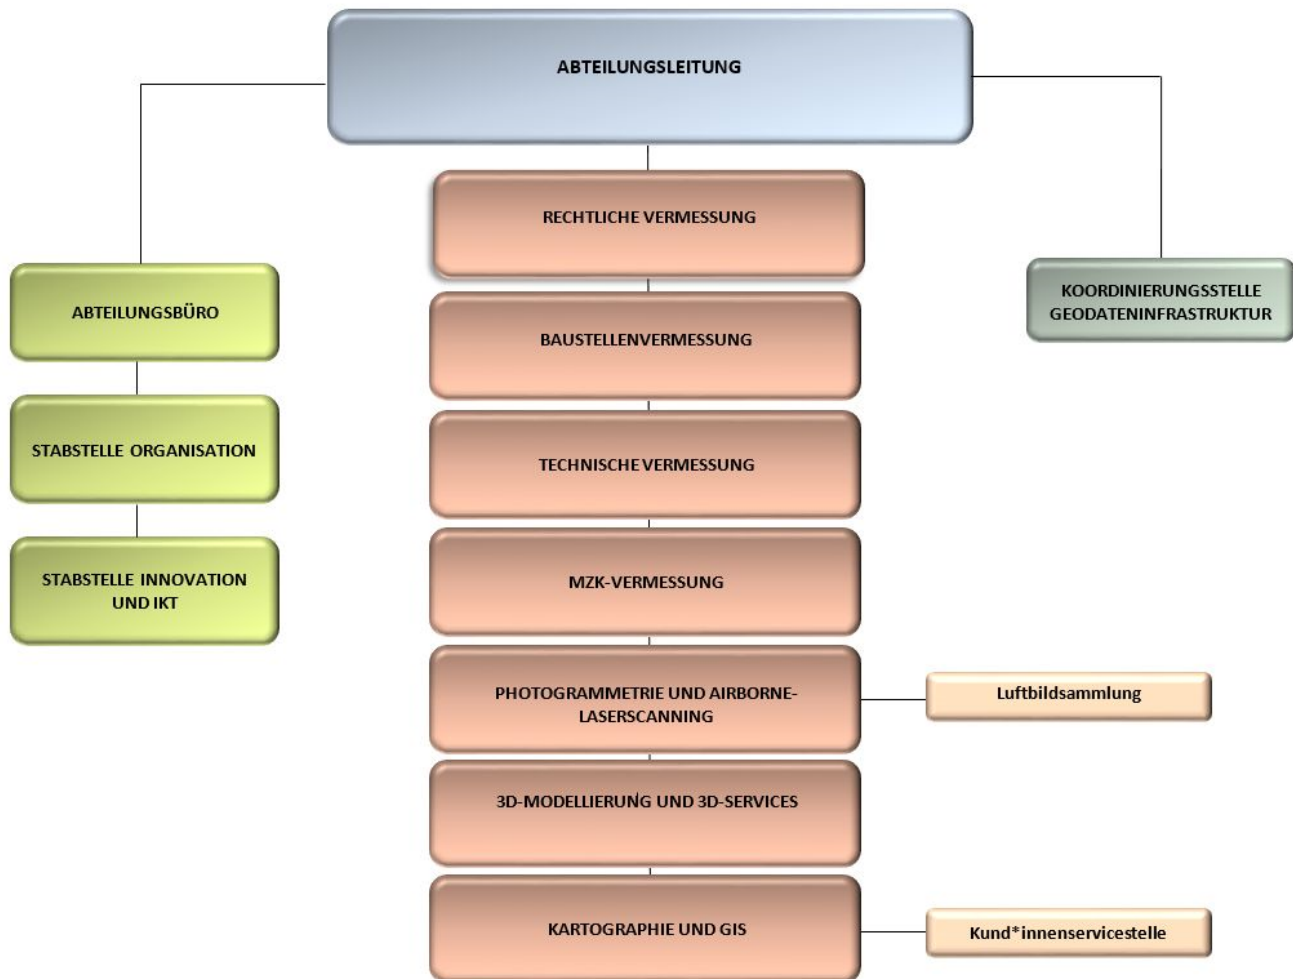 ABTEILUNGSLEITUNG
RECHTLICHE VERMESSUNG
ABTEILUNGSBÜRO
KOORDINIERUNGSSTELLE
GEODATENINFRASTRUKTUR
BAUSTELLENVERMESSUNG
STABSTELLE ORGANISATION
TECHNISCHE VERMESSUNG
STABSTELLE INNOVATION
UND IKT
MZK-VERMESSUNG
PHOTOGRAMMETRIE UND AIRBORNE-
LASERSCANNING
Luftbildsammlung
3D-MODELLIERUNG UND 3D-SERVICES
KARTOGRAPHIE UND GIS
Kund*innenservicestelle